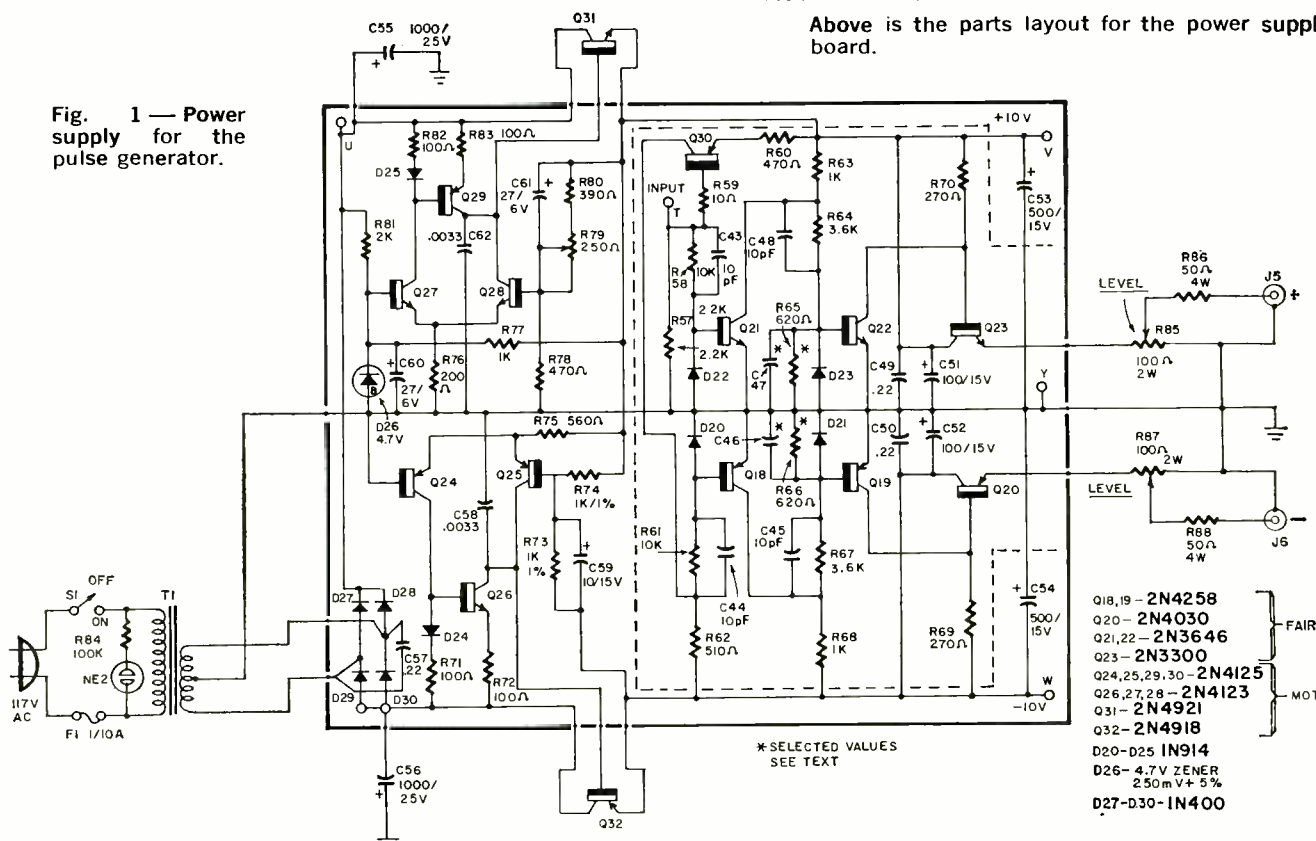 Above is the parts layout for the power suppl
board.
Fig. 1 — Power
supply for the
pulse generator.
C55 1000/
25V
+
Q31
U
R82
100Ω
R83 100Ω
D25
Q29
C61
27/
6V
+
R80
390Ω
R79
250Ω
.0033 C62
R81
2K
Q27
Q28
R77
1K
R78
470Ω
+ C60
27/
6V
R76
200
Ω
B
D26
4.7V
R75 560Ω
Q24
Q25
R74
1K/1%
C58
.0033
R73
1K
1%
+
C59
10/15V
Q26
D27
D28
C57
.22
D24
R71
100Ω
R72
100Ω
D29
D30
C56
1000/
25V
+
Q32
OFF
S1
ON
T1
R84
100K
NE2
117V
AC
F1 1/10A
Q30
R60
470Ω
+10V
V
R63
1K
INPUT
T
R59
10Ω
R64
3.6K
R70
270Ω
+
C53
500/
15V
C43
10
pF
C48
10pF
R
58
10K
R57
2.2K
2.2K
Q21
R65
620Ω
*
*
C
47
Q22
Q23
D22
D23
C49
.22
+ C51
100/15V
Y
D20
C46
*
*
D21
C50
.22
+ C52
100/15V
Q18
R66
620Ω
Q19
Q20
R61
10K
C45
10pF
R67
3.6K
C44
10pF
R62
510Ω
R68
1K
R69
270Ω
+ C54
500/
15V
W
-10V
R86
50Ω
4W
J5
+
LEVEL
R85
100Ω
2W
R87
100Ω
2W
LEVEL
R88
50Ω
4W
—
J6
*SELECTED VALUES
SEE TEXT
Q18,19-2N4258
Q20-2N4030
Q21,22-2N3646
Q23-2N3300
FAIR
Q24,25,29,30-2N4125
Q26,27,28-2N4123
Q31-2N4921
Q32-2N4918
MOT
D20-D25 1N914
D26-4.7V ZENER
250mV+5%
D27-D30-1N400